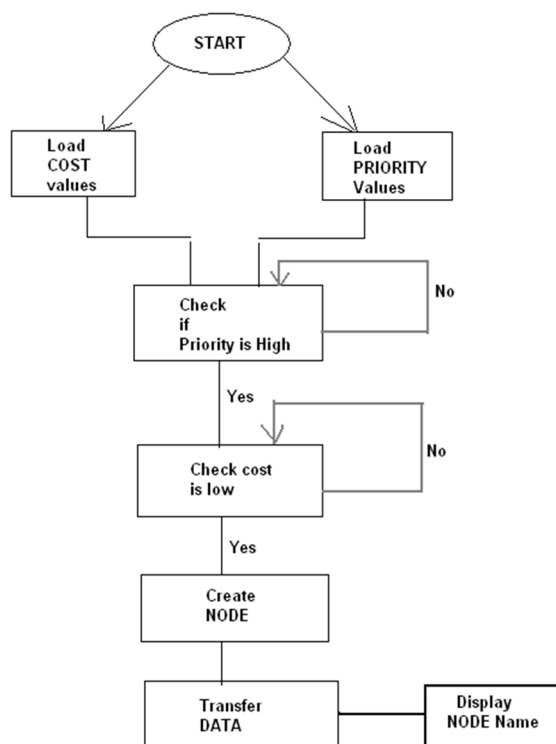 START
Load
COST
values
Load
PRIORITY
Values
Check
if
Priority is High
No
Yes
Check cost
is low
No
Yes
Create
NODE
Transfer
DATA
Display
NODE Name